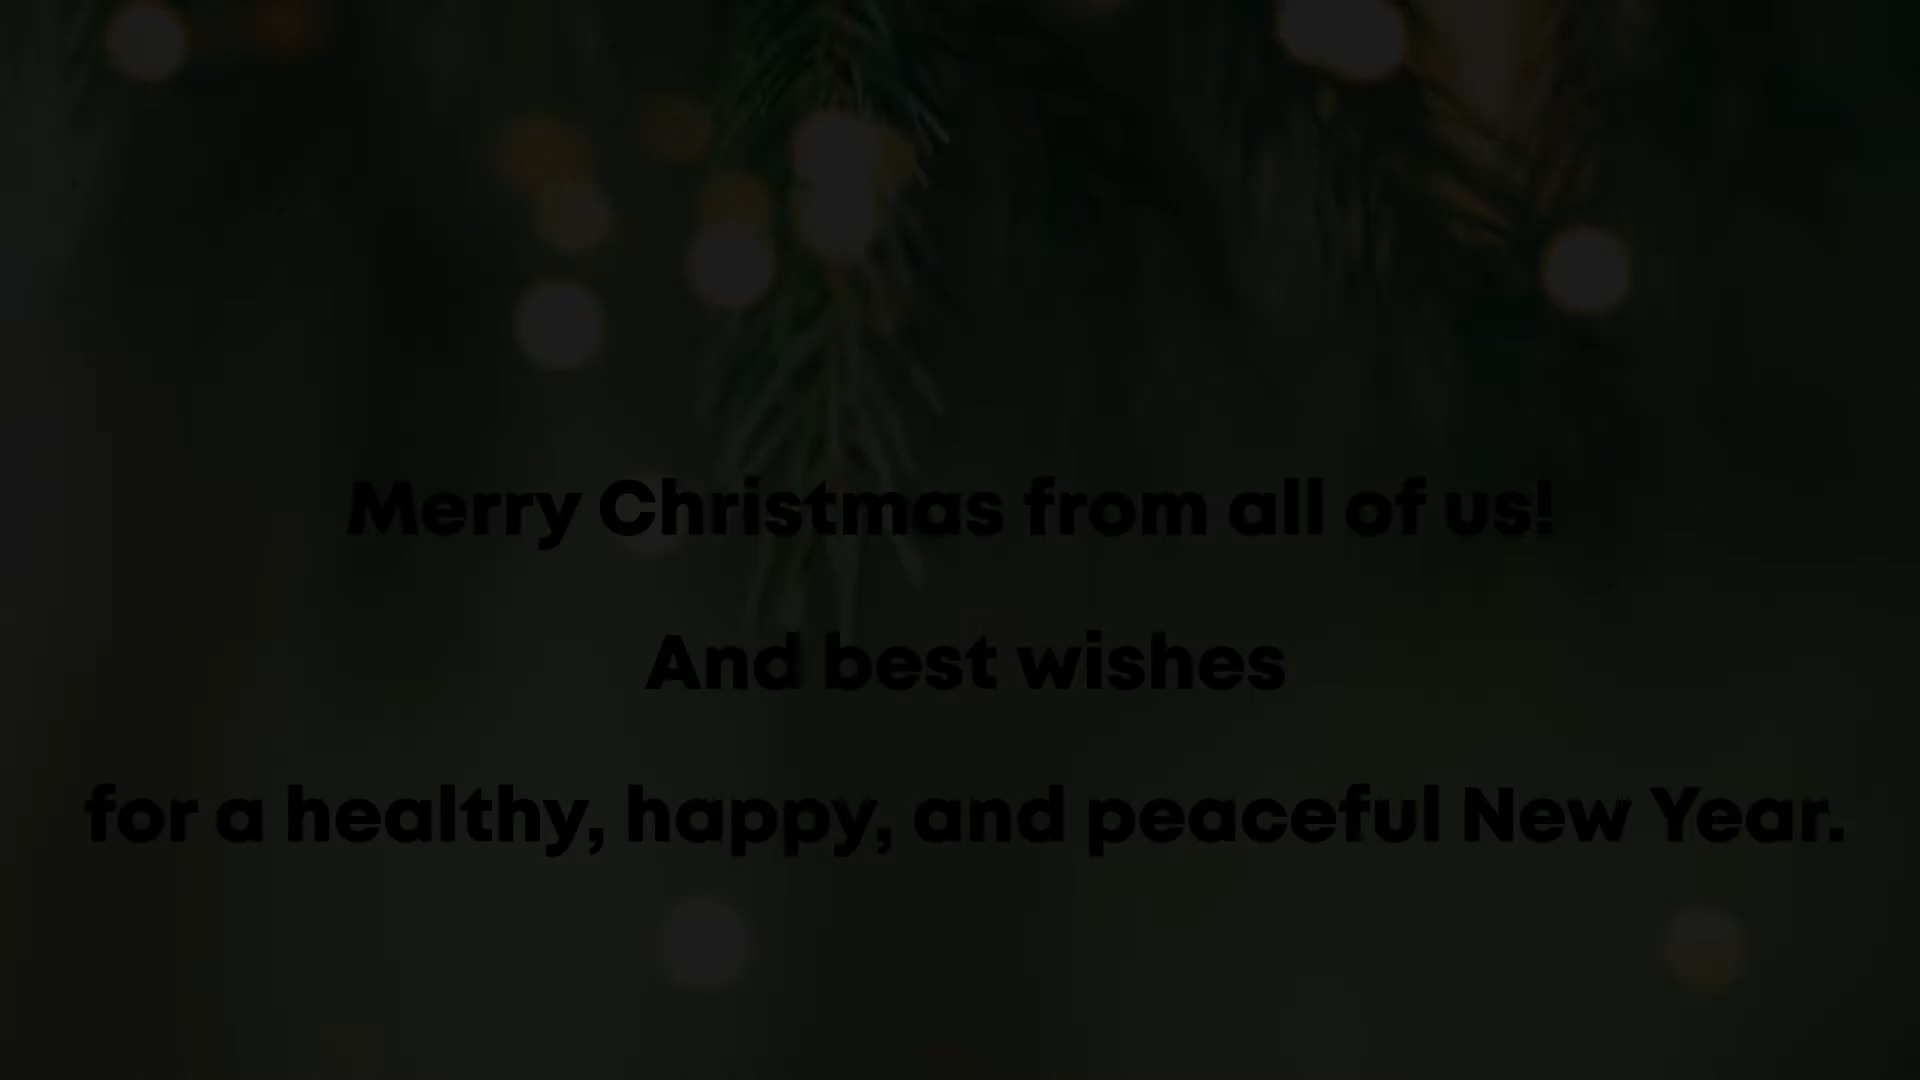 Merry Christmas from all of us!
And best wishes
for a healthy, happy, and peaceful New Year.